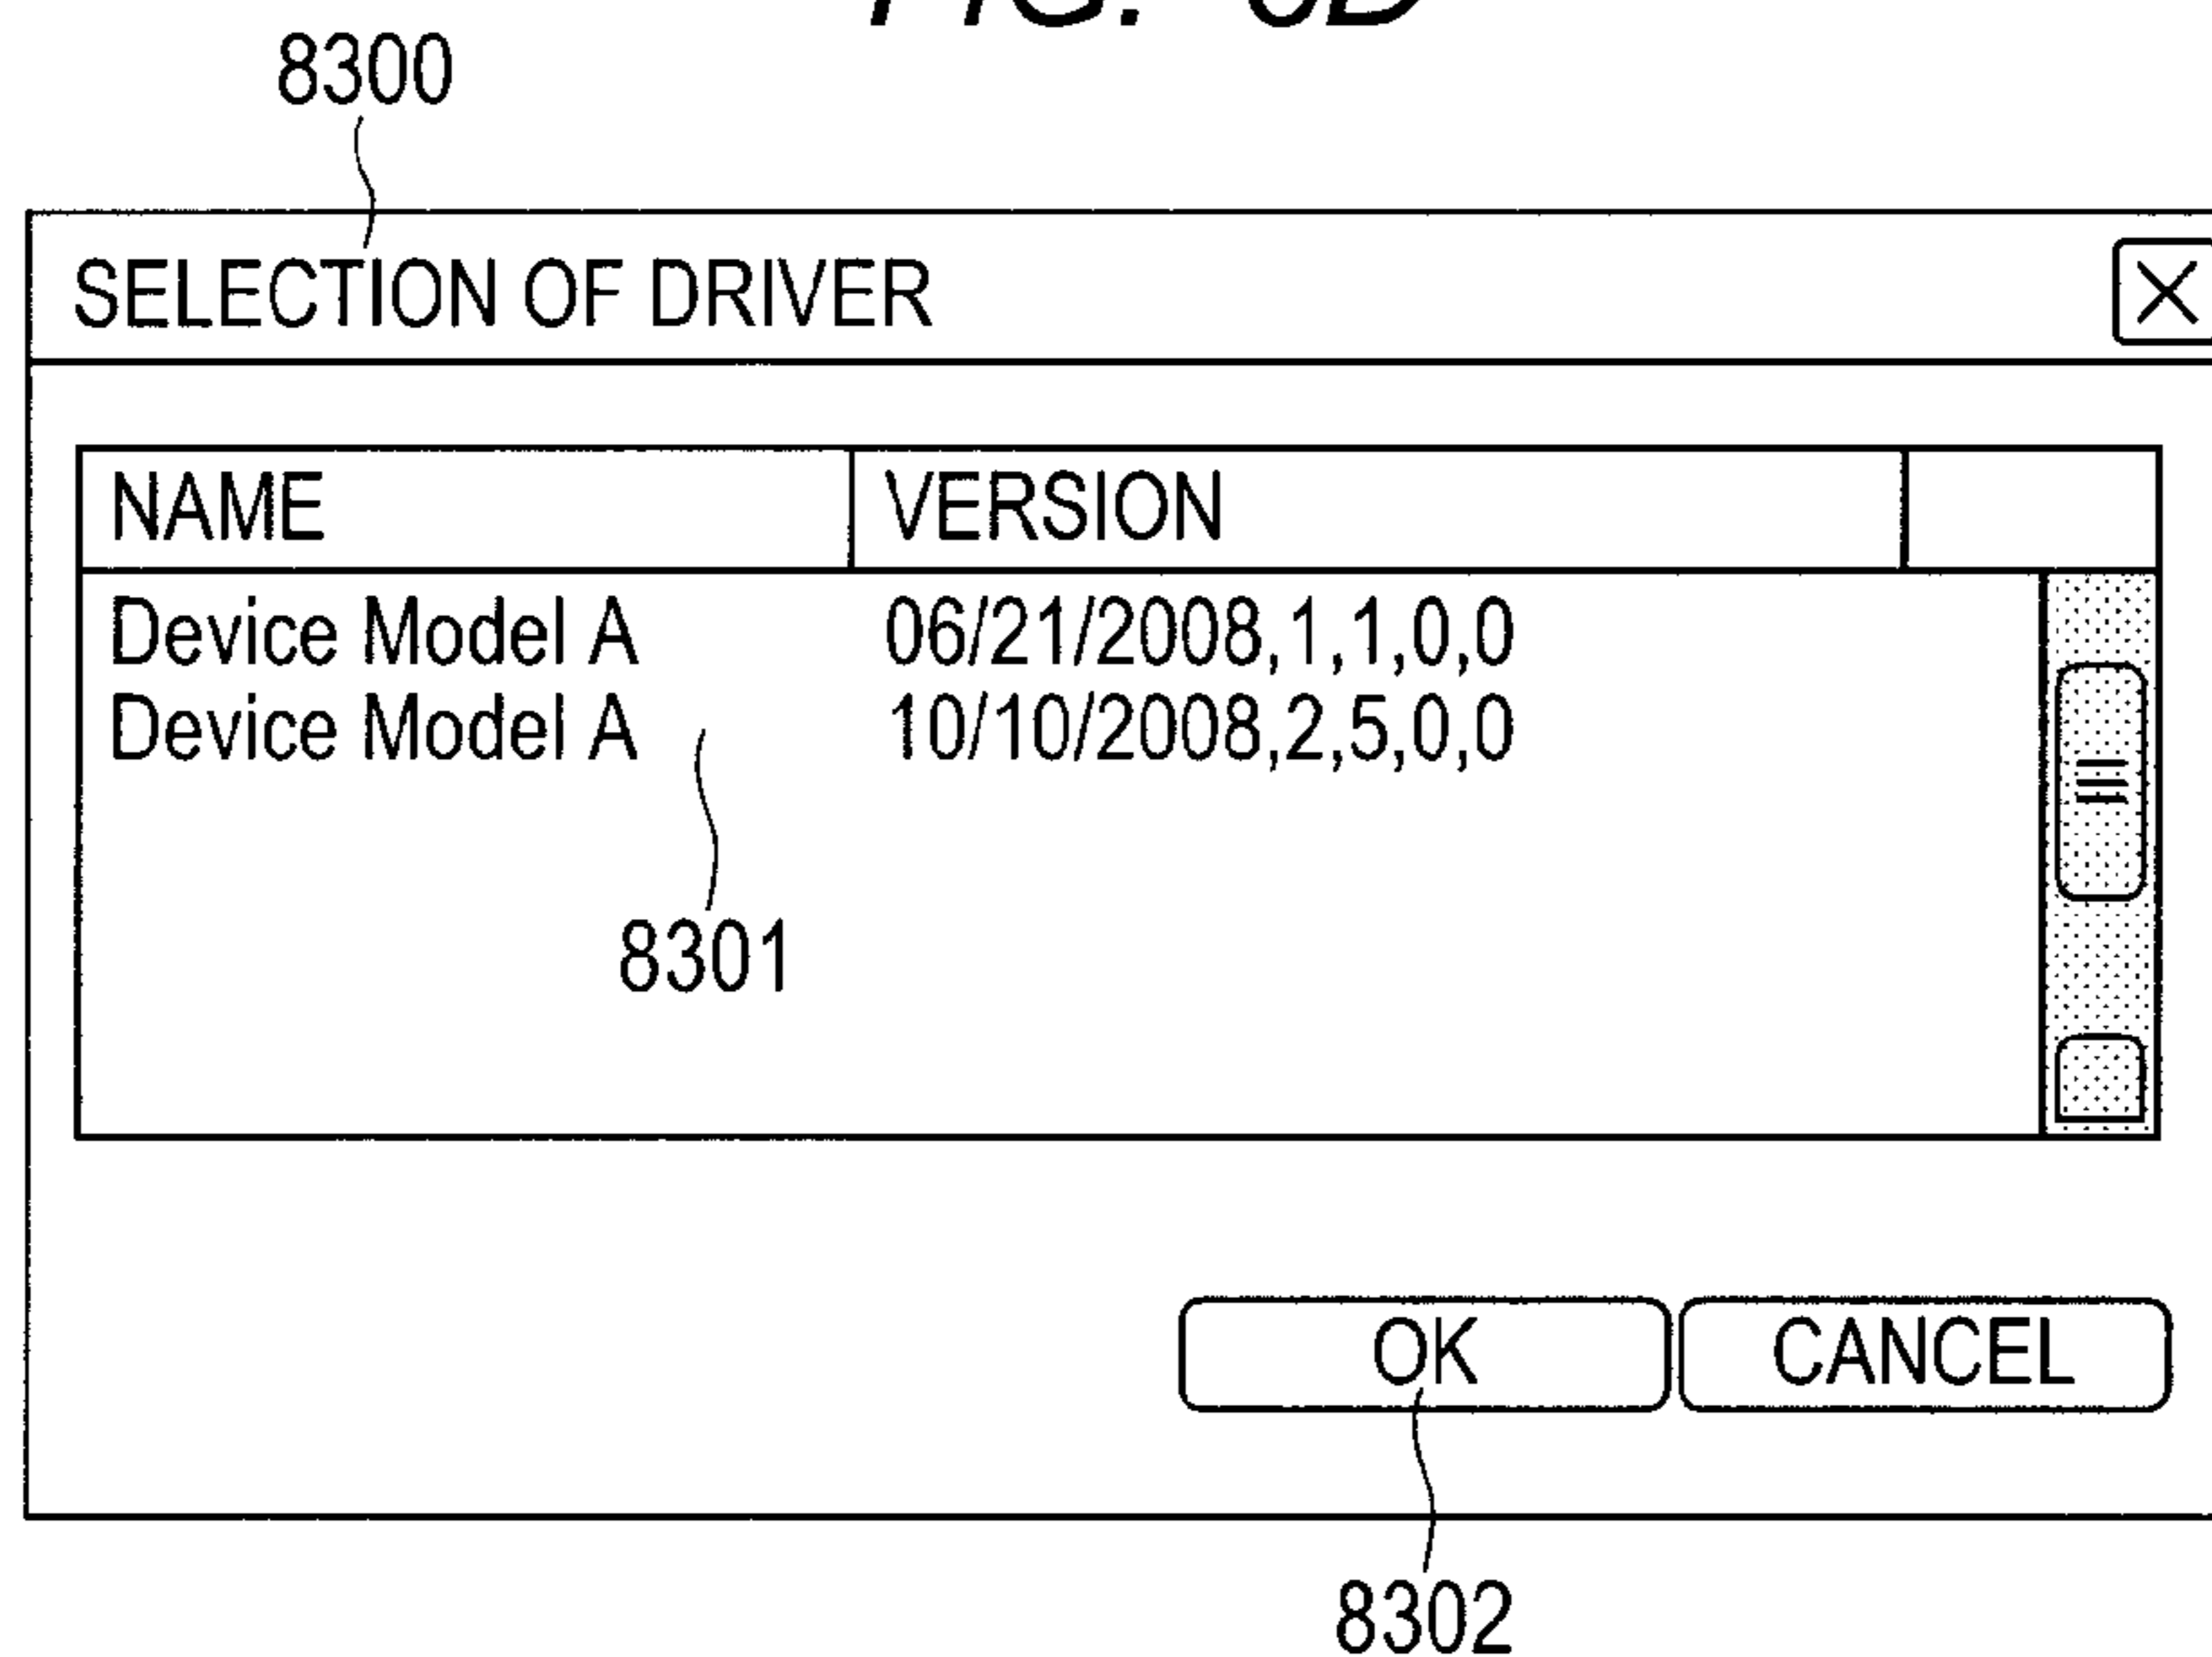 FIG.
8300
SELECTION OF DRIVER
NAME VERSION
Device Model A 06/21/2008,1,1,0,0
Device Model A 10/10/2008,2,5,0,0
8301
OK CANCEL
8302